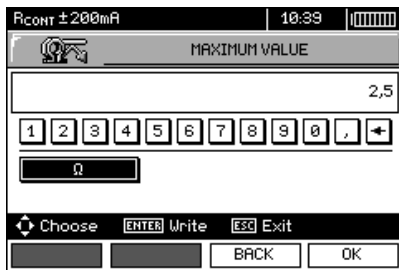 RCONT ±200mA 10:39
MAXIMUM VALUE
2,5
1 2 3 4 5 6 7 8 9 0 , ←
Ω
Choose ENTER Write ESC Exit
BACK OK